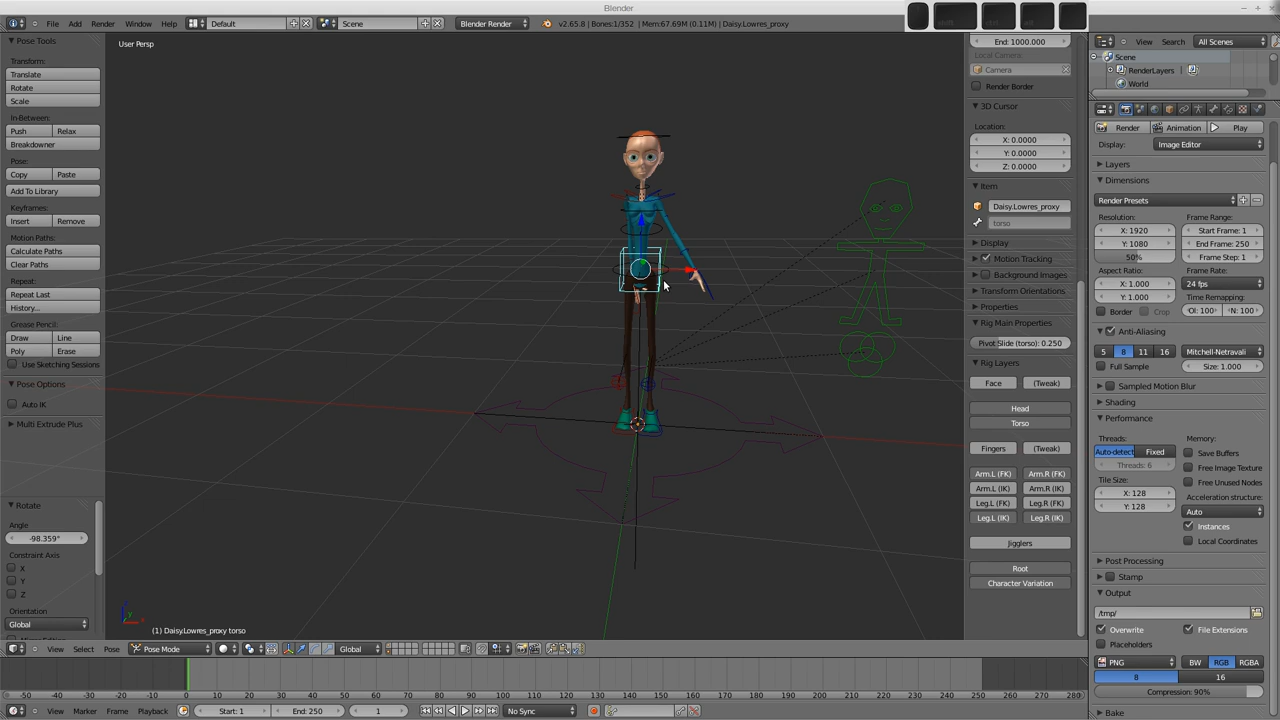 Blender
File Add Render Window Help
Default
Scene
Blender Render
v2.65.8 | Bones:1/352 | Mem:67.69M (0.11M) | Daisy.Lowres_proxy
View Search All Scenes
Pose Tools
Transform:
Translate
Rotate
Scale
In-Between:
Push Relax
Breakdowner
Pose:
Copy Paste
Add To Library
Keyframes:
Insert Remove
Motion Paths:
Calculate Paths
Clear Paths
Repeat:
Repeat Last
History...
Grease Pencil:
Draw Line
Poly Erase
Use Sketching Sessions
Pose Options
Auto IK
Multi Extrude Plus
Rotate
Angle
-98.359°
Constraint Axis
X
Y
Z
Orientation
Global
User Persp
(1) Daisy.Lowres_proxy torso
End: 1000.000
Local Camera:
Camera
Render Border
3D Cursor
Location:
X: 0.0000
Y: 0.0000
Z: 0.0000
Item
Daisy.Lowres_proxy
torso
Display
Motion Tracking
Background Images
Transform Orientations
Properties
Rig Main Properties
Pivot Slide (torso): 0.250
Rig Layers
Face (Tweak)
Head
Torso
Fingers (Tweak)
Arm.L (FK) Arm.R (FK)
Arm.L (IK) Arm.R (IK)
Leg.L (FK) Leg.R (FK)
Leg.L (IK) Leg.R (IK)
Jigglers
Root
Character Variation
Scene
RenderLayers
World
Render Animation Play
Display: Image Editor
Layers
Dimensions
Render Presets
Resolution: Frame Range:
X: 1920 Start Frame: 1
Y: 1080 End Frame: 250
50% Frame Step: 1
Aspect Ratio: Frame Rate:
X: 1.000 24 fps
Y: 1.000 Time Remapping:
Border Crop O: 100 N: 100
Anti-Aliasing
5 8 11 16 Mitchell-Netravali
Full Sample Size: 1.000
Sampled Motion Blur
Shading
Performance
Threads: Memory:
Auto-detect Fixed Save Buffers
Threads: 6 Free Image Texture
Tile Size: Free Unused Nodes
X: 128 Acceleration structure:
Y: 128 Auto
Instances
Local Coordinates
Post Processing
Stamp
Output
/tmp/
Overwrite File Extensions
Placeholders
PNG BW RGB RGBA
8 16
Compression: 90%
Bake
View Select Pose Pose Mode Global
-50 -40 -30 -20 -10 0 10 20 30 40 50 60 70 80 90 100 110 120 130 140 150 160 170 180 190 200 210 220 230 240 250 260 270 280
View Marker Frame Playback Start: 1 End: 250 1 No Sync